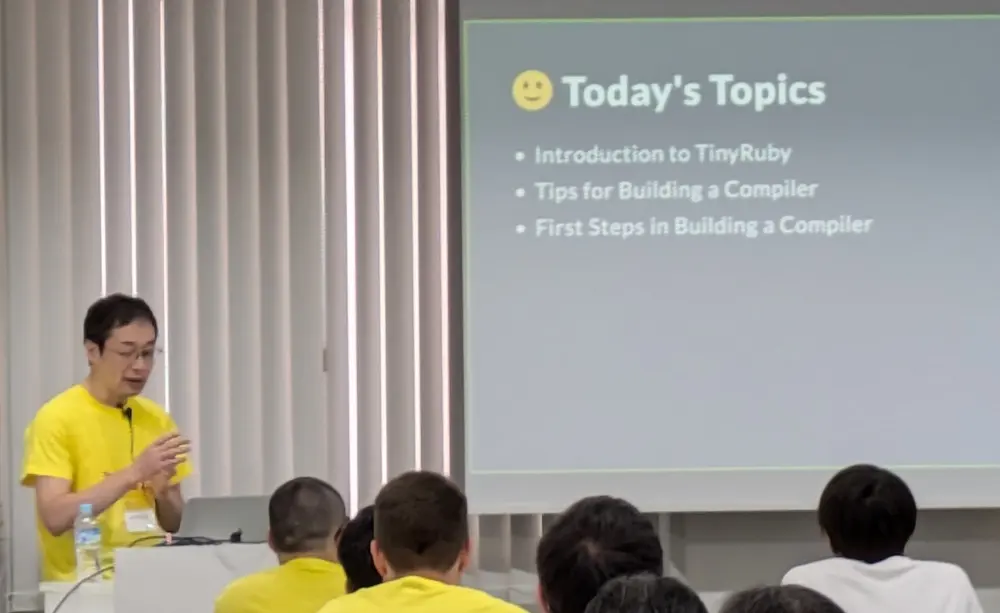 Today's Topics
Introduction to TinyRuby
Tips for Building a Compiler
First Steps in Building a Compiler